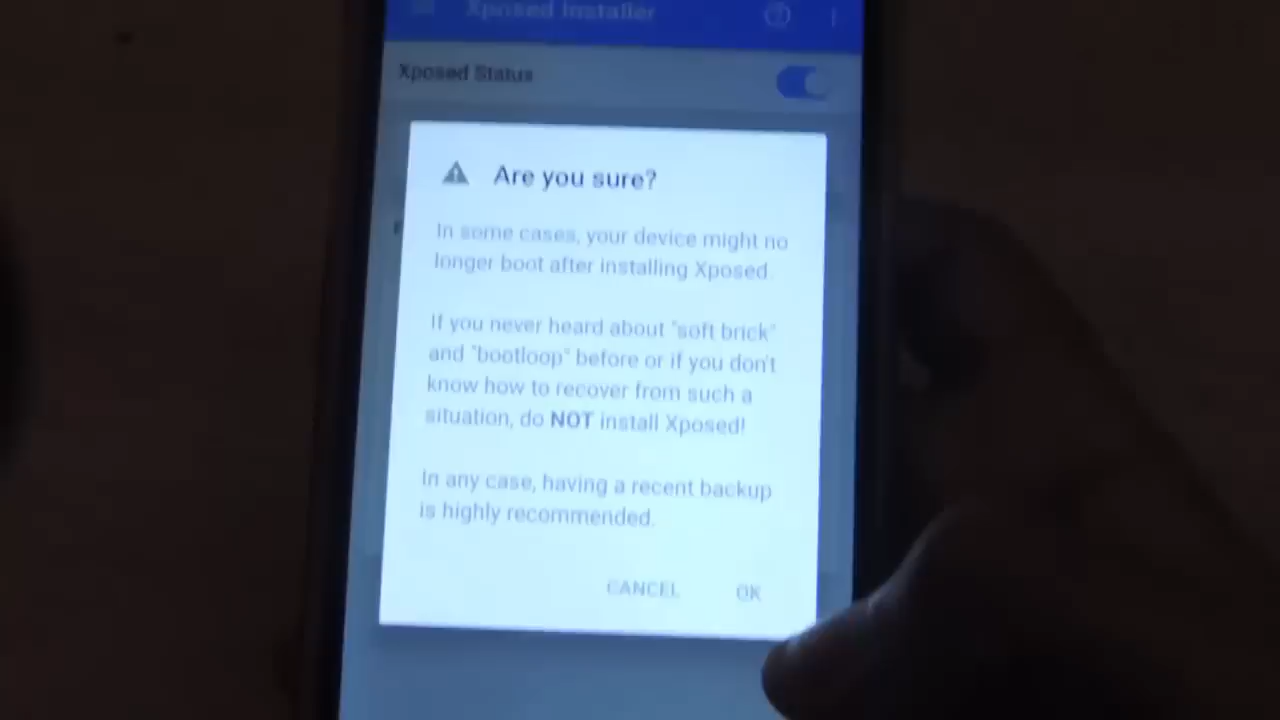 Xposed Installer
Xposed Status
Are you sure?
In some cases, your device might no
longer boot after installing Xposed.
If you never heard about "soft brick"
and "bootloop" before or if you don't
know how to recover from such a
situation, do NOT install Xposed!
In any case, having a recent backup
is highly recommended.
CANCEL OK